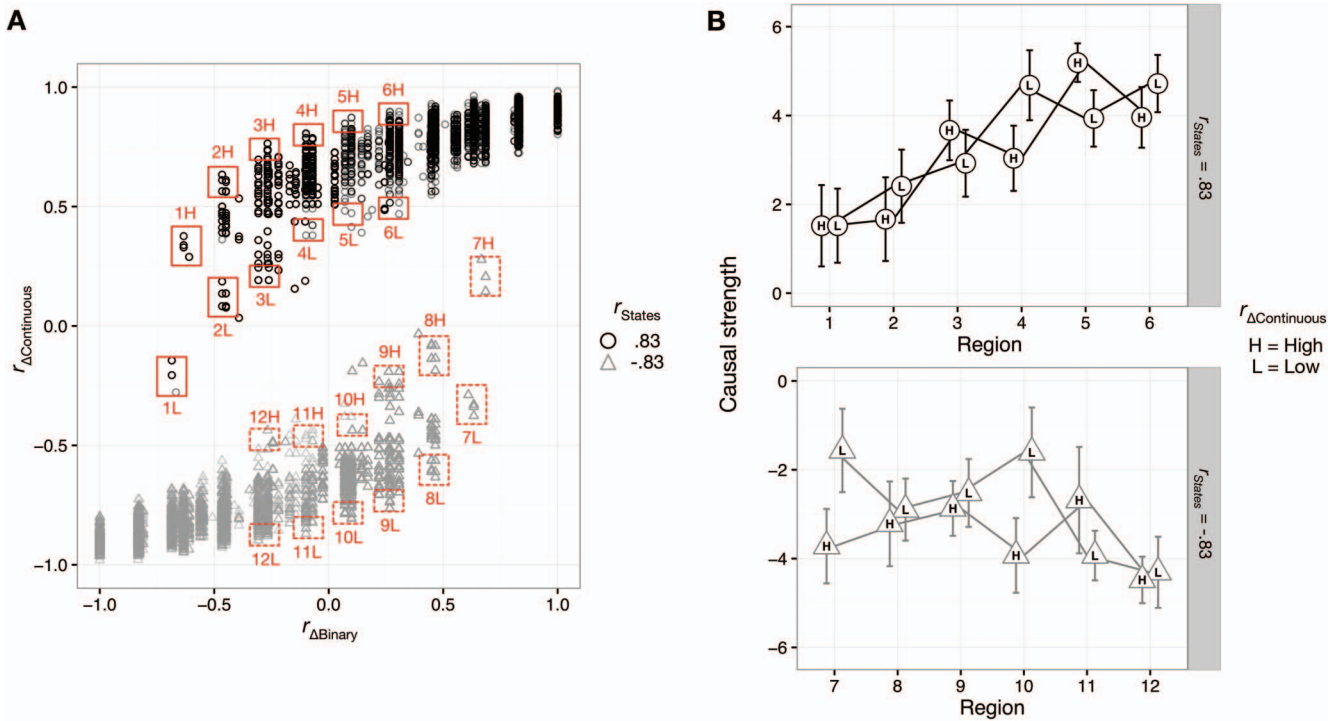 A
B
1.0
0.5
0.0
−0.5
−1.0
−1.0
−0.5
0.0
0.5
1.0
rΔContinuous
rΔBinary
1H
2H
3H
4H
5H
6H
1L
2L
3L
4L
5L
6L
7H
8H
9H
10H
11H
12H
7L
8L
9L
10L
11L
12L
rStates
.83
-.83
Causal strength
6
4
2
0
H
L
H
L
H
L
H
L
H
L
H
L
1
2
3
4
5
6
Region
rStates = .83
0
−2
−4
−6
H
L
H
L
H
L
H
L
H
L
H
L
7
8
9
10
11
12
Region
rStates = -.83
rΔContinuous
H = High
L = Low